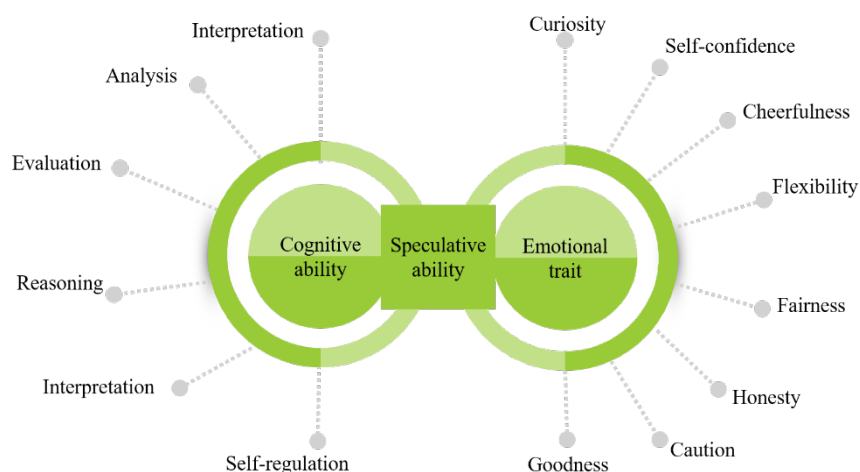 Interpretation
Analysis
Evaluation
Reasoning
Interpretation
Self-regulation
Cognitive
ability
Speculative
ability
Emotional
trait
Curiosity
Self-confidence
Cheerfulness
Flexibility
Fairness
Honesty
Caution
Goodness